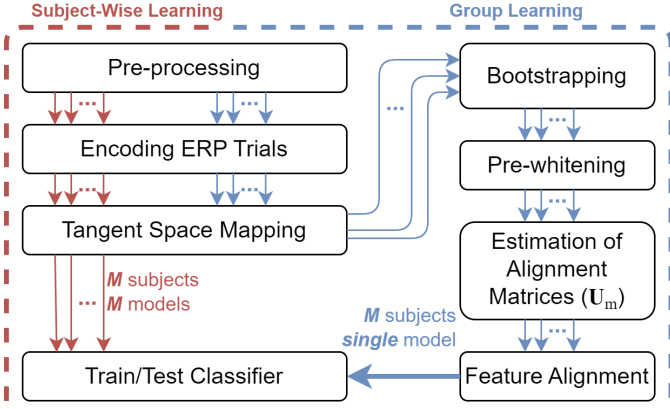 Subject-Wise Learning
Group Learning
Pre-processing
...
...
Encoding ERP Trials
...
...
Tangent Space Mapping
M subjects
... M models
Train/Test Classifier
...
Bootstrapping
...
Pre-whitening
...
Estimation of
Alignment
Matrices (Uₘ)
...
M subjects
single model
Feature Alignment